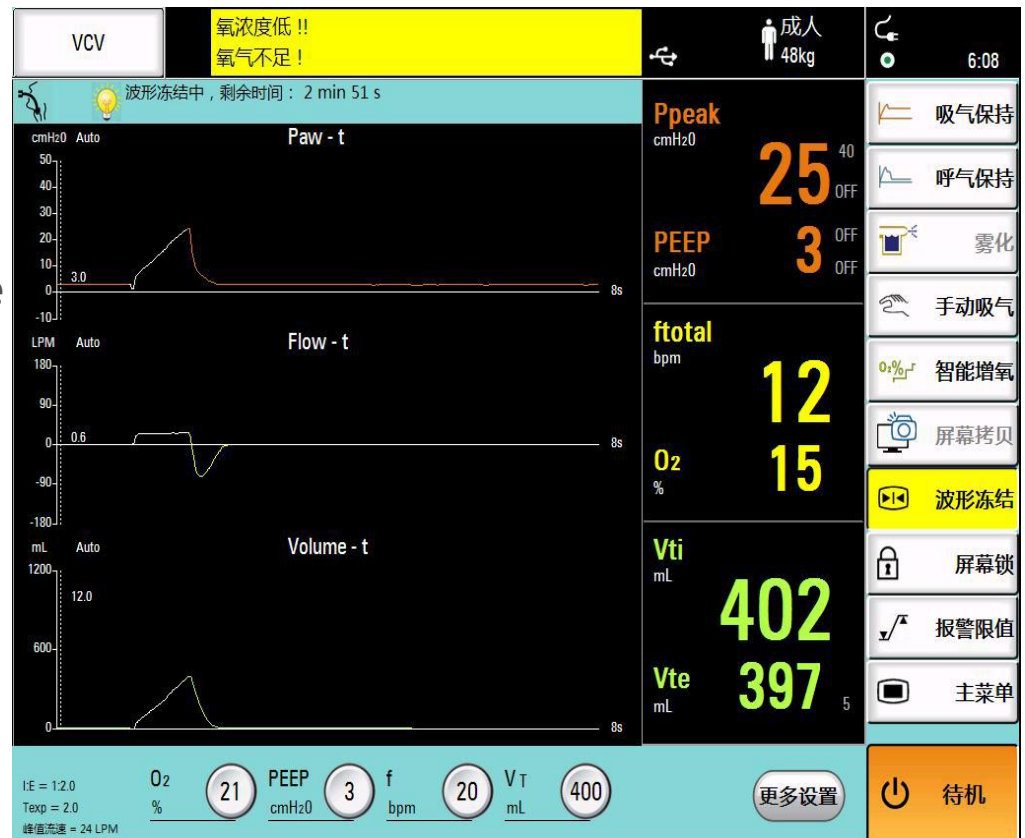 VCV
氧浓度低 !!
氧气不足 !
成人
48kg
6:08
波形冻结中，剩余时间： 2 min 51 s
cmH2O Auto
Paw - t
50
40
30
20
10
3.0
0
-10
8s
LPM Auto
Flow - t
180
90
0.6
0
-90
-180
8s
mL Auto
Volume - t
1200
12.0
600
0
8s
Ppeak
cmH2O
25
40
OFF
PEEP
cmH2O
3
OFF
OFF
ftotal
bpm
12
O2
%
15
Vti
mL
402
Vte
mL
397
5
吸气保持
呼气保持
雾化
手动吸气
O2% 智能增氧
屏幕拷贝
波形冻结
屏幕锁
报警限值
主菜单
I:E = 1:2.0
Texp = 2.0
峰值流速 = 24 LPM
O2
%
21
PEEP
cmH2O
3
f
bpm
20
VT
mL
400
更多设置
待机